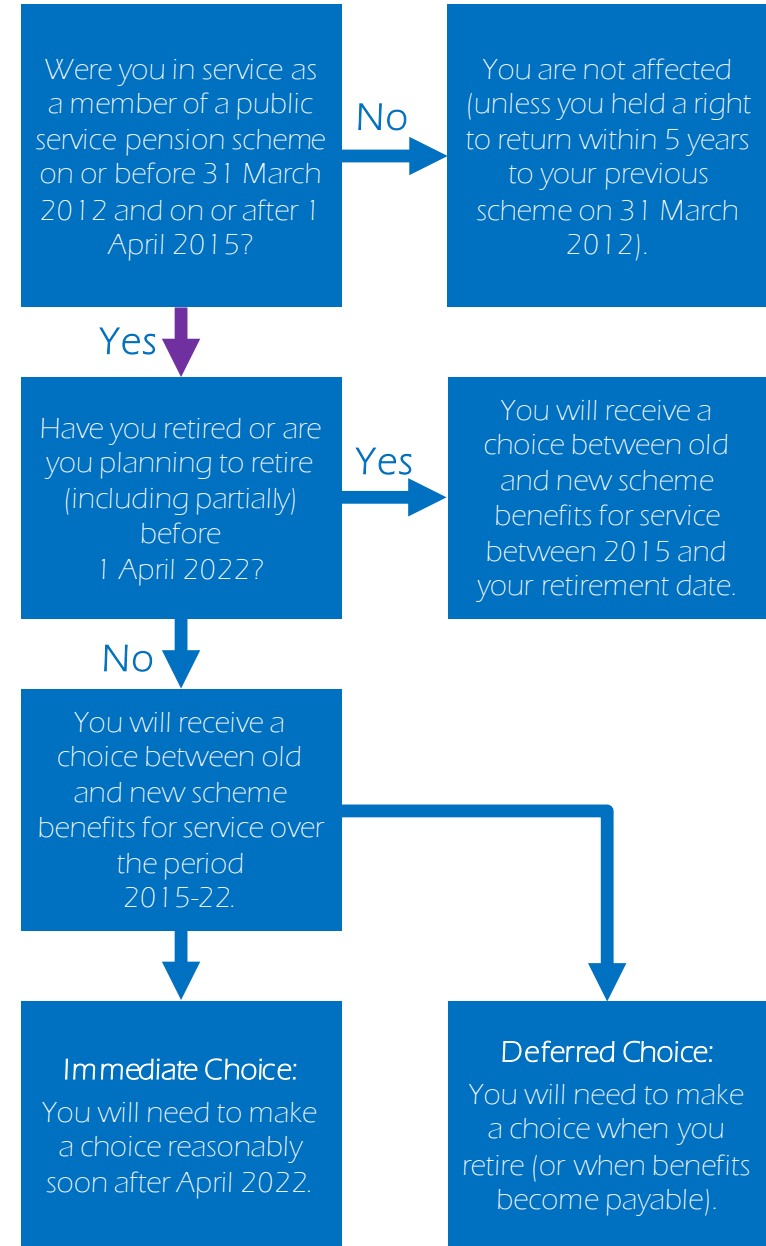 Were you in service as
a member of a public
service pension scheme
on or before 31 March
2012 and on or after 1
April 2015?
No
You are not affected
(unless you held a right
to return within 5 years
to your previous
scheme on 31 March
2012).
Yes
Have you retired or are
you planning to retire
(including partially)
before
1 April 2022?
Yes
You will receive a
choice between old
and new scheme
benefits for service
between 2015 and
your retirement date.
No
You will receive a
choice between old
and new scheme
benefits for service over
the period
2015-22.
Immediate Choice:
You will need to make
a choice reasonably
soon after April 2022.
Deferred Choice:
You will need to make
a choice when you
retire (or when benefits
become payable).